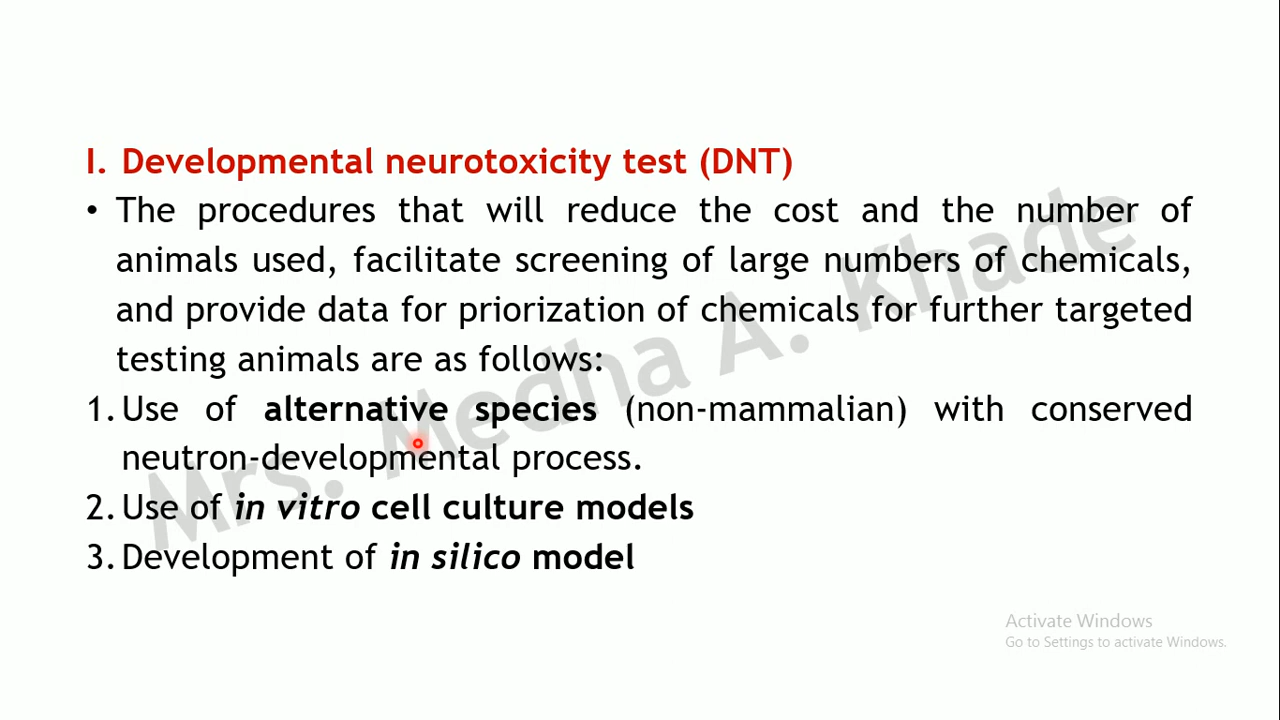 I. Developmental neurotoxicity test (DNT)
• The procedures that will reduce the cost and the number of
animals used, facilitate screening of large numbers of chemicals,
and provide data for priorization of chemicals for further targeted
testing animals are as follows:
1. Use of alternative species (non-mammalian) with conserved
neutron-developmental process.
2. Use of in vitro cell culture models
3. Development of in silico model
Mrs. Medha A. Khade
Activate Windows
Go to Settings to activate Windows.